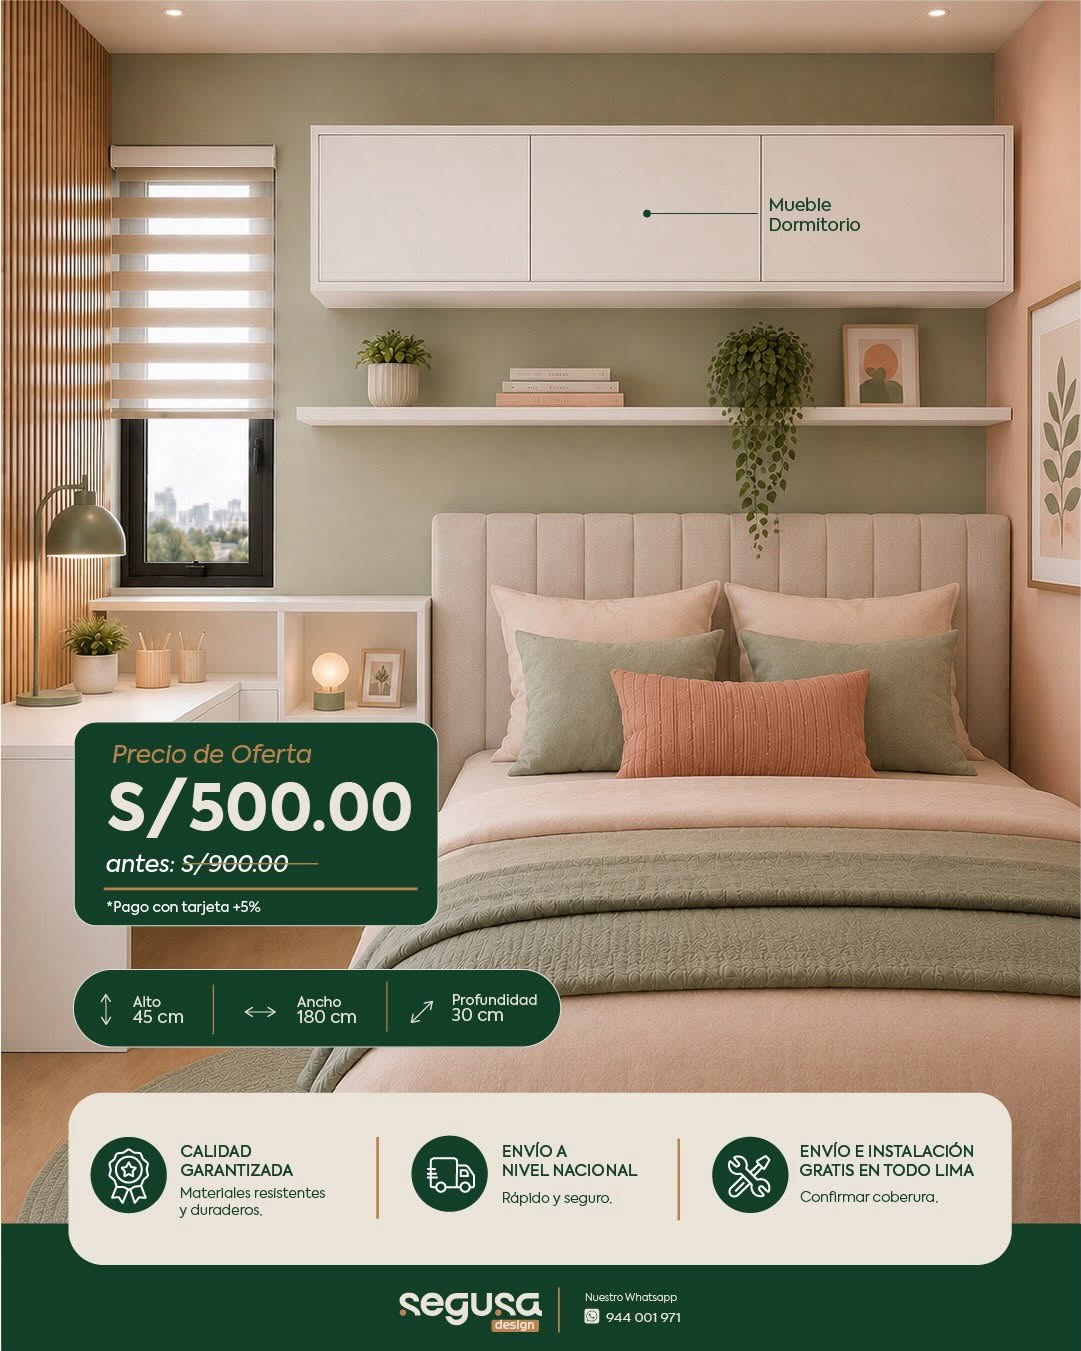 Mueble
Dormitorio
Precio de Oferta
S/500.00
antes: S/900.00
*Pago con tarjeta +5%
Alto
45 cm
Ancho
180 cm
Profundidad
30 cm
CALIDAD
GARANTIZADA
Materiales resistentes
y duraderos.
ENVÍO A
NIVEL NACIONAL
Rápido y seguro.
ENVÍO E INSTALACIÓN
GRATIS EN TODO LIMA
Confirmar coberura.
segusa
design
Nuestro Whatsapp
944 001 971